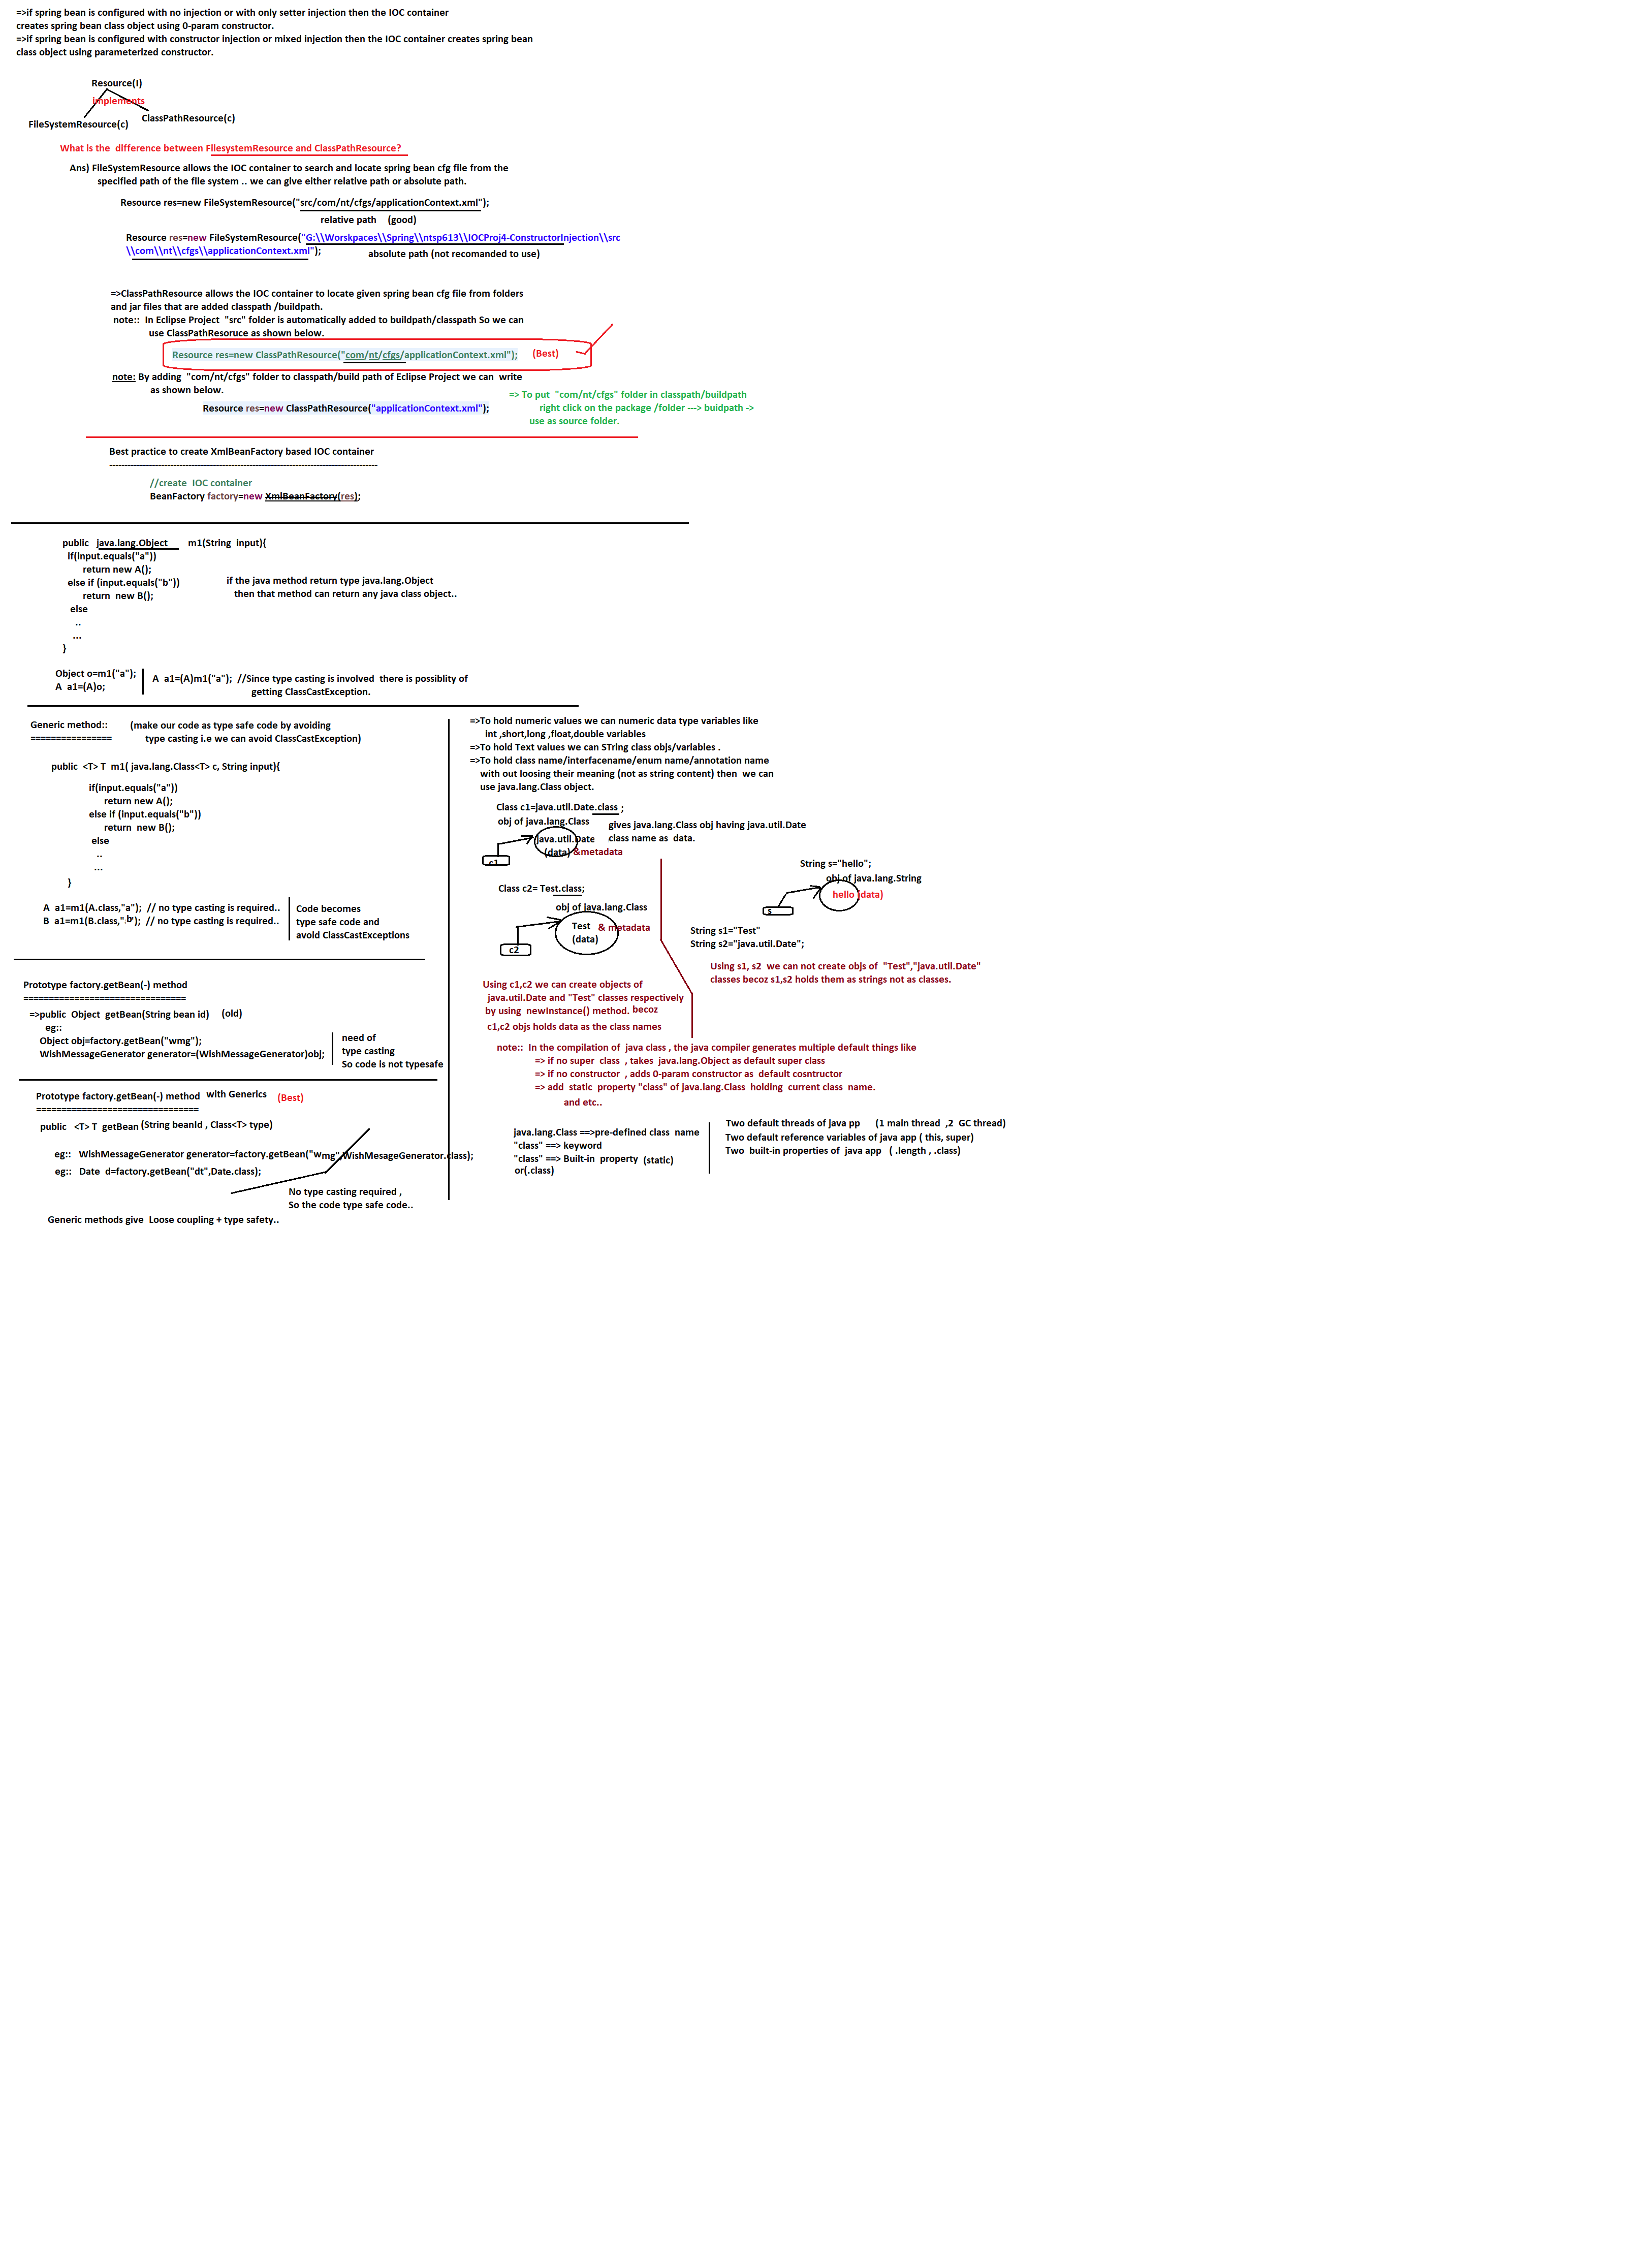 =>if spring bean is configured with no injection or with only setter injection then the IOC container
creates spring bean class object using 0-param constructor.
=>if spring bean is configured with constructor injection or mixed injection then the IOC container creates spring bean
class object using parameterized constructor.
Resource(I)
implements
FileSystemResource(c)
ClassPathResource(c)
What is the difference between FilesystemResource and ClassPathResource?
Ans) FileSystemResource allows the IOC container to search and locate spring bean cfg file from the
specified path of the file system .. we can give either relative path or absolute path.
Resource res=new FileSystemResource("src/com/nt/cfgs/applicationContext.xml");
relative path (good)
Resource res=new FileSystemResource("G:\\Worskpaces\\Spring\\ntsp613\\IOCProj4-ConstructorInjection\\src
\\com\\nt\\cfgs\\applicationContext.xml");
absolute path (not recomanded to use)
=>ClassPathResource allows the IOC container to locate given spring bean cfg file from folders
and jar files that are added classpath /buildpath.
note:: In Eclipse Project "src" folder is automatically added to buildpath/classpath So we can
use ClassPathResoruce as shown below.
Resource res=new ClassPathResource("com/nt/cfgs/applicationContext.xml"); (Best)
note: By adding "com/nt/cfgs" folder to classpath/build path of Eclipse Project we can write
as shown below.
Resource res=new ClassPathResource("applicationContext.xml");
=> To put "com/nt/cfgs" folder in classpath/buildpath
right click on the package /folder ---> buidpath ->
use as source folder.
Best practice to create XmlBeanFactory based IOC container
-----------------------------------------------------------------------------------------
//create IOC container
BeanFactory factory=new XmlBeanFactory(res);
public java.lang.Object m1(String input){
if(input.equals("a"))
return new A();
else if (input.equals("b"))
return new B();
else
..
...
}
if the java method return type java.lang.Object
then that method can return any java class object..
Object o=m1("a");
A a1=(A)o;
A a1=(A)m1("a"); //Since type casting is involved there is possiblity of
getting ClassCastException.
Generic method:: (make our code as type safe code by avoiding
================ type casting i.e we can avoid ClassCastException)
public <T> T m1( java.lang.Class<T> c, String input){
if(input.equals("a"))
return new A();
else if (input.equals("b"))
return new B();
else
..
...
}
A a1=m1(A.class,"a"); // no type casting is required..
B a1=m1(B.class,"b"); // no type casting is required..
Code becomes
type safe code and
avoid ClassCastExceptions
Prototype factory.getBean(-) method
================================
=>public Object getBean(String bean id) (old)
eg::
Object obj=factory.getBean("wmg");
WishMessageGenerator generator=(WishMessageGenerator)obj;
need of
type casting
So code is not typesafe
Prototype factory.getBean(-) method with Generics (Best)
================================
public <T> T getBean (String beanId , Class<T> type)
eg:: WishMessageGenerator generator=factory.getBean("wmg",WishMesageGenerator.class);
eg:: Date d=factory.getBean("dt",Date.class);
No type casting required ,
So the code type safe code..
Generic methods give Loose coupling + type safety..
=>To hold numeric values we can numeric data type variables like
int ,short,long ,float,double variables
=>To hold Text values we can STring class objs/variables .
=>To hold class name/interfacename/enum name/annotation name
with out loosing their meaning (not as string content) then we can
use java.lang.Class object.
Class c1=java.util.Date.class ;
obj of java.lang.Class
gives java.lang.Class obj having java.util.Date
class name as data.
java.util.Date
(data) &metadata
c1
Class c2= Test.class;
obj of java.lang.Class
Test & metadata
(data)
c2
String s="hello";
obj of java.lang.String
hello (data)
s
String s1="Test"
String s2="java.util.Date";
Using s1, s2 we can not create objs of "Test","java.util.Date"
classes becoz s1,s2 holds them as strings not as classes.
Using c1,c2 we can create objects of
java.util.Date and "Test" classes respectively
by using newInstance() method. becoz
c1,c2 objs holds data as the class names
note:: In the compilation of java class , the java compiler generates multiple default things like
=> if no super class , takes java.lang.Object as default super class
=> if no constructor , adds 0-param constructor as default cosntructor
=> add static property "class" of java.lang.Class holding current class name.
and etc..
java.lang.Class ==>pre-defined class name
"class" ==> keyword
"class" ==> Built-in property (static)
or(.class)
Two default threads of java pp (1 main thread ,2 GC thread)
Two default reference variables of java app ( this, super)
Two built-in properties of java app ( .length , .class)